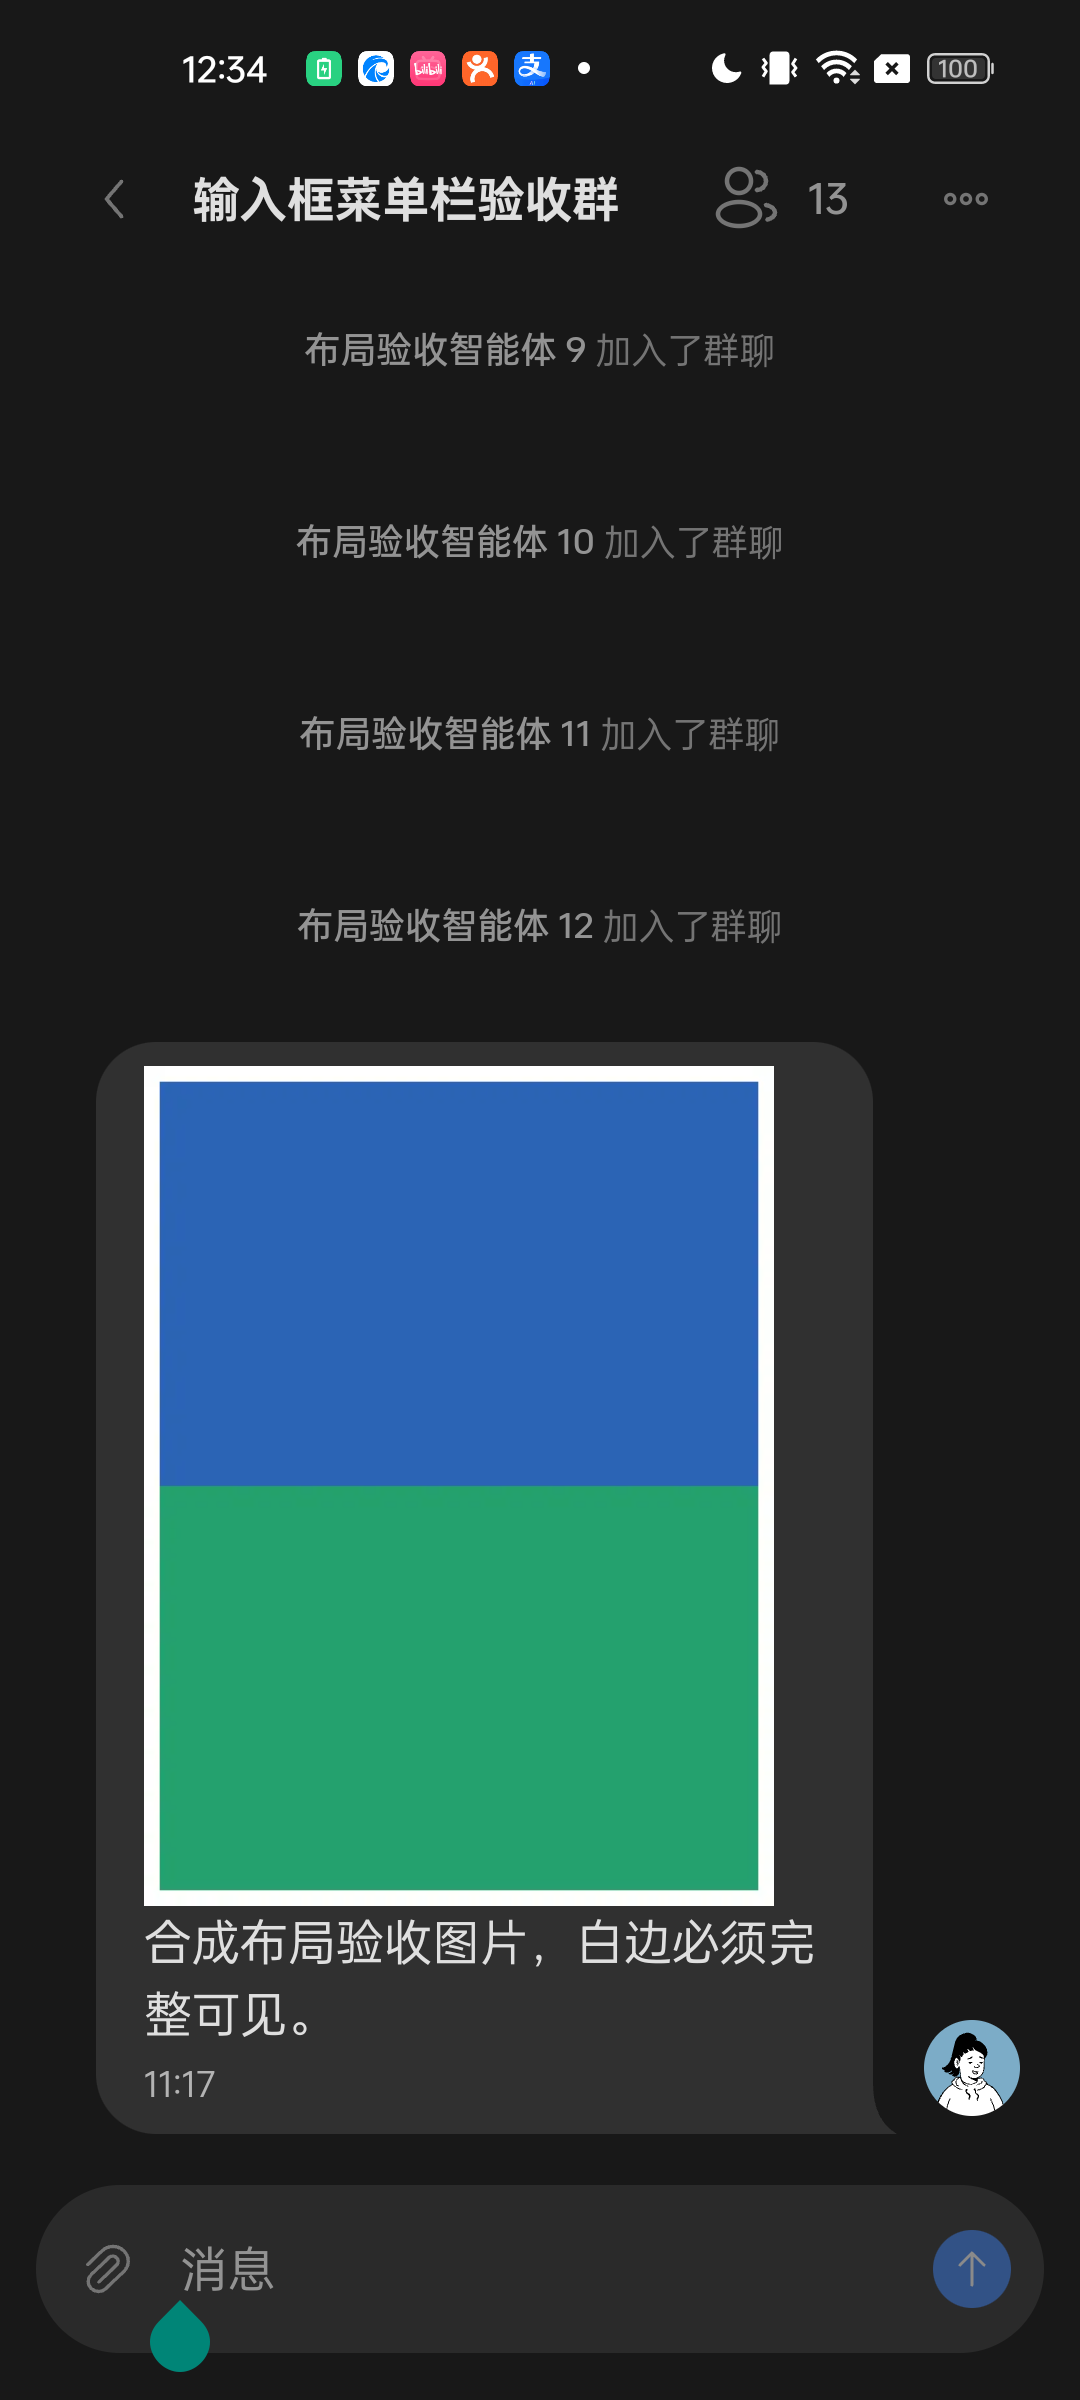 12:34
bilibili
支
100
输入框菜单栏验收群
13
布局验收智能体 9 加入了群聊
布局验收智能体 10 加入了群聊
布局验收智能体 11 加入了群聊
布局验收智能体 12 加入了群聊
合成布局验收图片，白边必须完
整可见。
11:17
消息